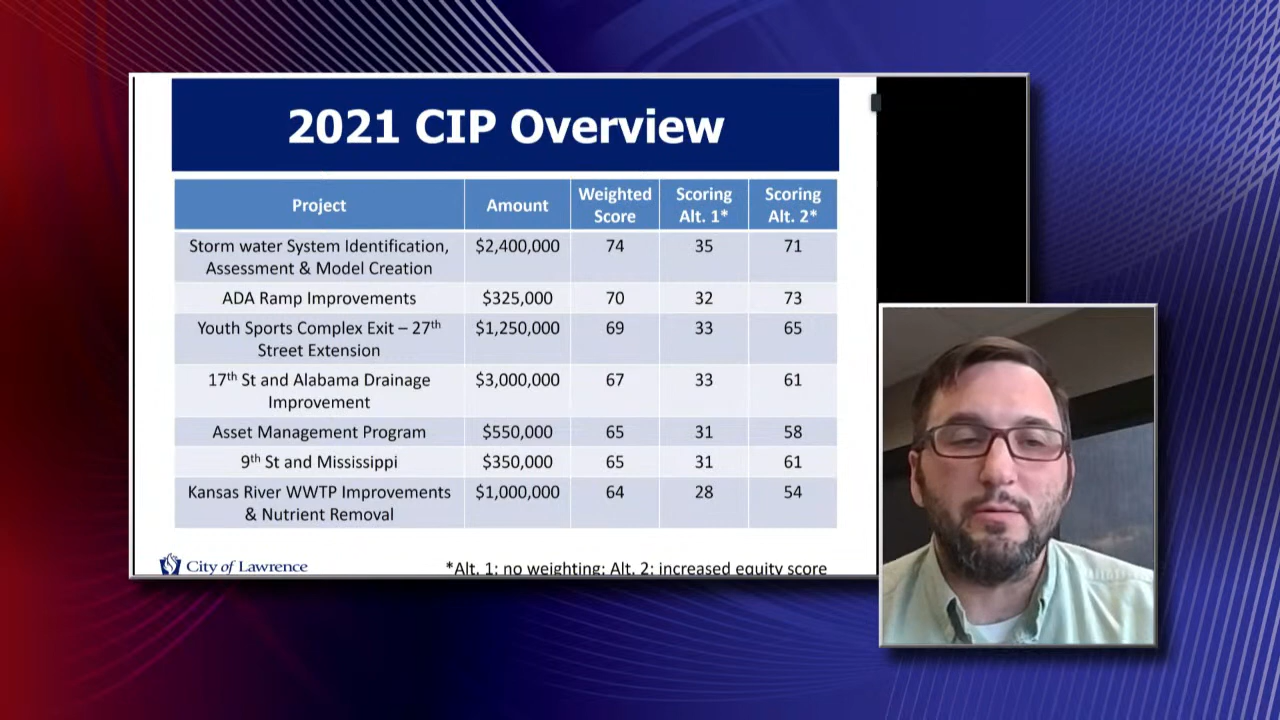 2021 CIP Overview
Project Amount Weighted Score Scoring Alt. 1* Scoring Alt. 2*
Storm water System Identification, Assessment & Model Creation $2,400,000 74 35 71
ADA Ramp Improvements $325,000 70 32 73
Youth Sports Complex Exit – 27th Street Extension $1,250,000 69 33 65
17th St and Alabama Drainage Improvement $3,000,000 67 33 61
Asset Management Program $550,000 65 31 58
9th St and Mississippi $350,000 65 31 61
Kansas River WWTP Improvements & Nutrient Removal $1,000,000 64 28 54
City of Lawrence
*Alt. 1: no weighting; Alt. 2: increased equity score